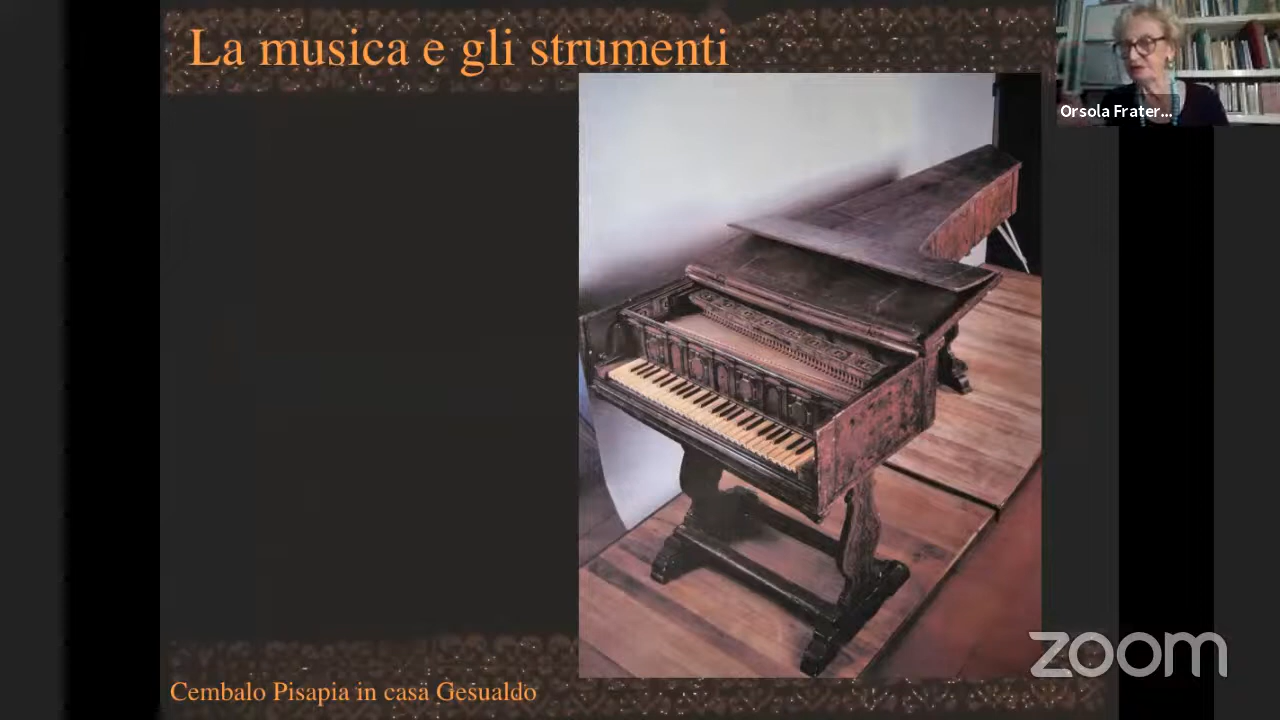 La musica e gli strumenti
Orsola Frater...
zoom
Cembalo Pisapia in casa Gesualdo